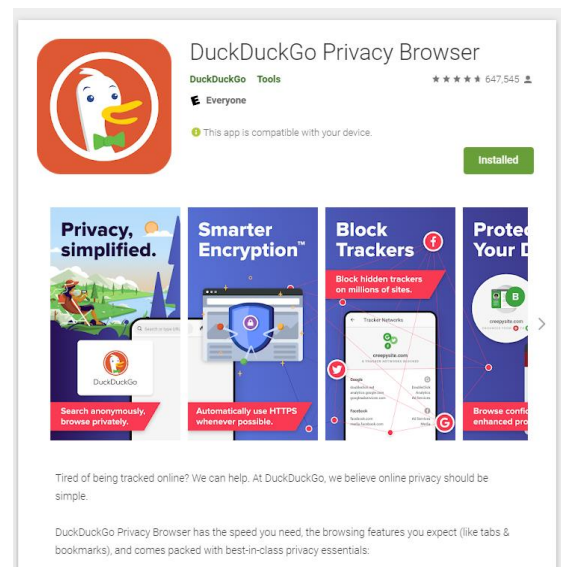 DuckDuckGo Privacy Browser
DuckDuckGo Tools
647,545
E Everyone
This app is compatible with your device.
Installed
Privacy,
simplified.
DuckDuckGo
Search anonymously,
browse privately.
Smarter
Encryption™
Automatically use HTTPS
whenever possible.
Block
Trackers
Block hidden trackers
on millions of sites.
Tracker Networks
creepysite.com
Google
Facebook
Protec
Your D
B
creepysite.com
Browse confid
enhanced pro
Tired of being tracked online? We can help. At DuckDuckGo, we believe online privacy should be
simple.
DuckDuckGo Privacy Browser has the speed you need, the browsing features you expect (like tabs &
bookmarks), and comes packed with best-in-class privacy essentials: